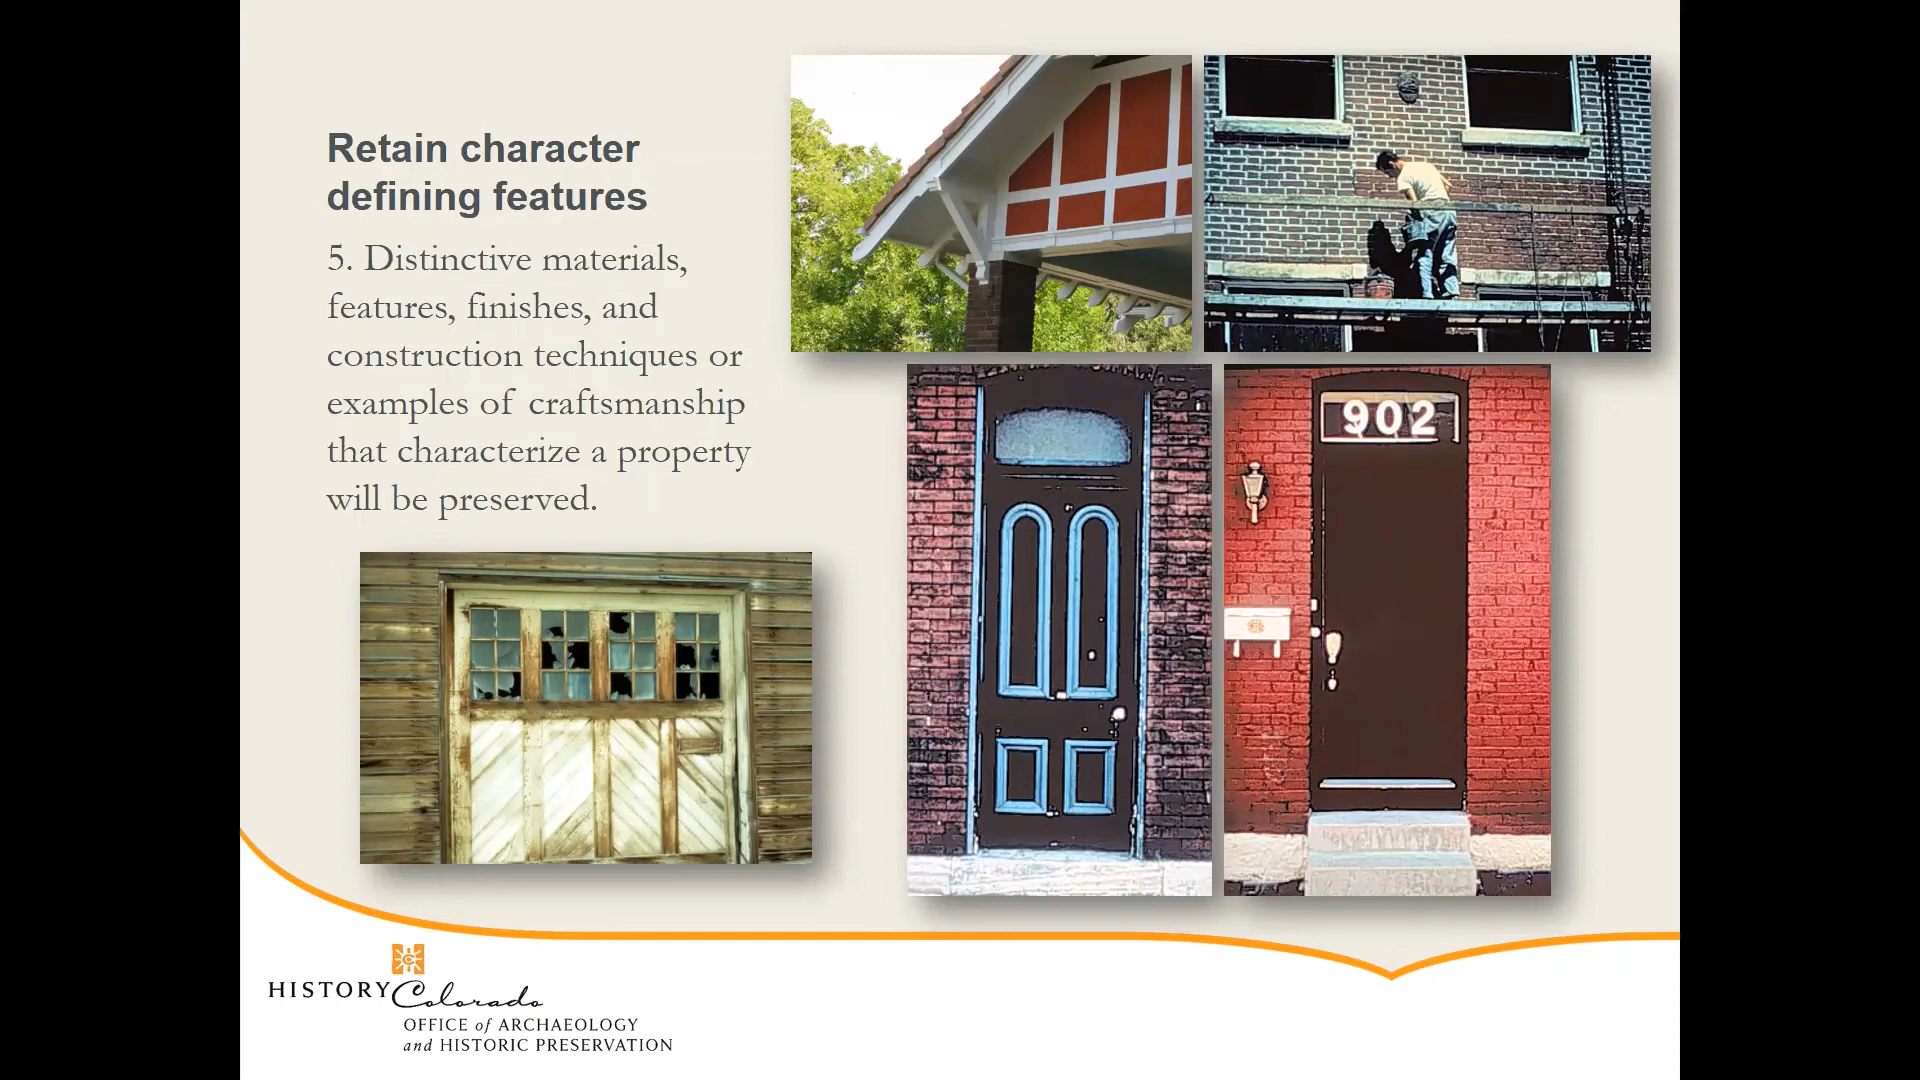 Retain character
defining features
5. Distinctive materials,
features, finishes, and
construction techniques or
examples of craftsmanship
that characterize a property
will be preserved.
902
HISTORY Colorado
OFFICE of ARCHAEOLOGY
and HISTORIC PRESERVATION